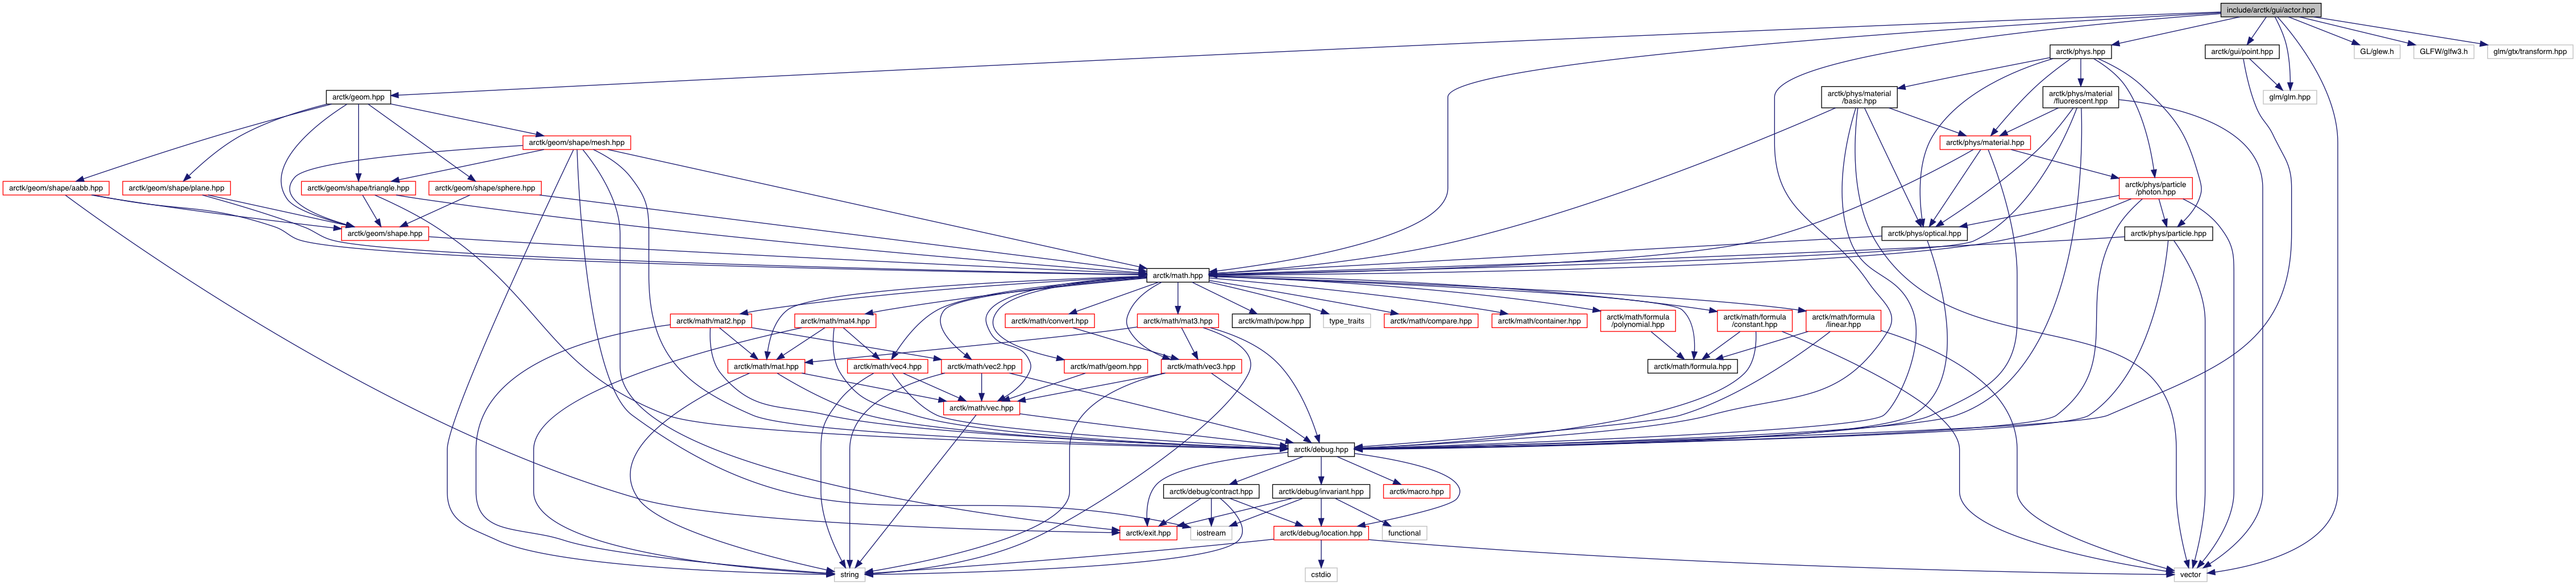 include/arctk/gui/actor.hpp
arctk/phys.hpp
arctk/gui/point.hpp
GL/glew.h
GLFW/glfw3.h
glm/gtx/transform.hpp
arctk/geom.hpp
arctk/phys/material
/basic.hpp
arctk/phys/material
/fluorescent.hpp
glm/glm.hpp
arctk/geom/shape/mesh.hpp
arctk/phys/material.hpp
arctk/geom/shape/aabb.hpp
arctk/geom/shape/plane.hpp
arctk/geom/shape/triangle.hpp
arctk/geom/shape/sphere.hpp
arctk/phys/particle
/photon.hpp
arctk/geom/shape.hpp
arctk/phys/optical.hpp
arctk/phys/particle.hpp
arctk/math.hpp
arctk/math/mat2.hpp
arctk/math/mat4.hpp
arctk/math/convert.hpp
arctk/math/mat3.hpp
arctk/math/pow.hpp
type_traits
arctk/math/compare.hpp
arctk/math/container.hpp
arctk/math/formula
/polynomial.hpp
arctk/math/formula
/constant.hpp
arctk/math/formula
/linear.hpp
arctk/math/mat.hpp
arctk/math/vec4.hpp
arctk/math/vec2.hpp
arctk/math/geom.hpp
arctk/math/vec3.hpp
arctk/math/formula.hpp
arctk/math/vec.hpp
arctk/debug.hpp
arctk/debug/contract.hpp
arctk/debug/invariant.hpp
arctk/macro.hpp
arctk/exit.hpp
iostream
arctk/debug/location.hpp
functional
string
cstdio
vector